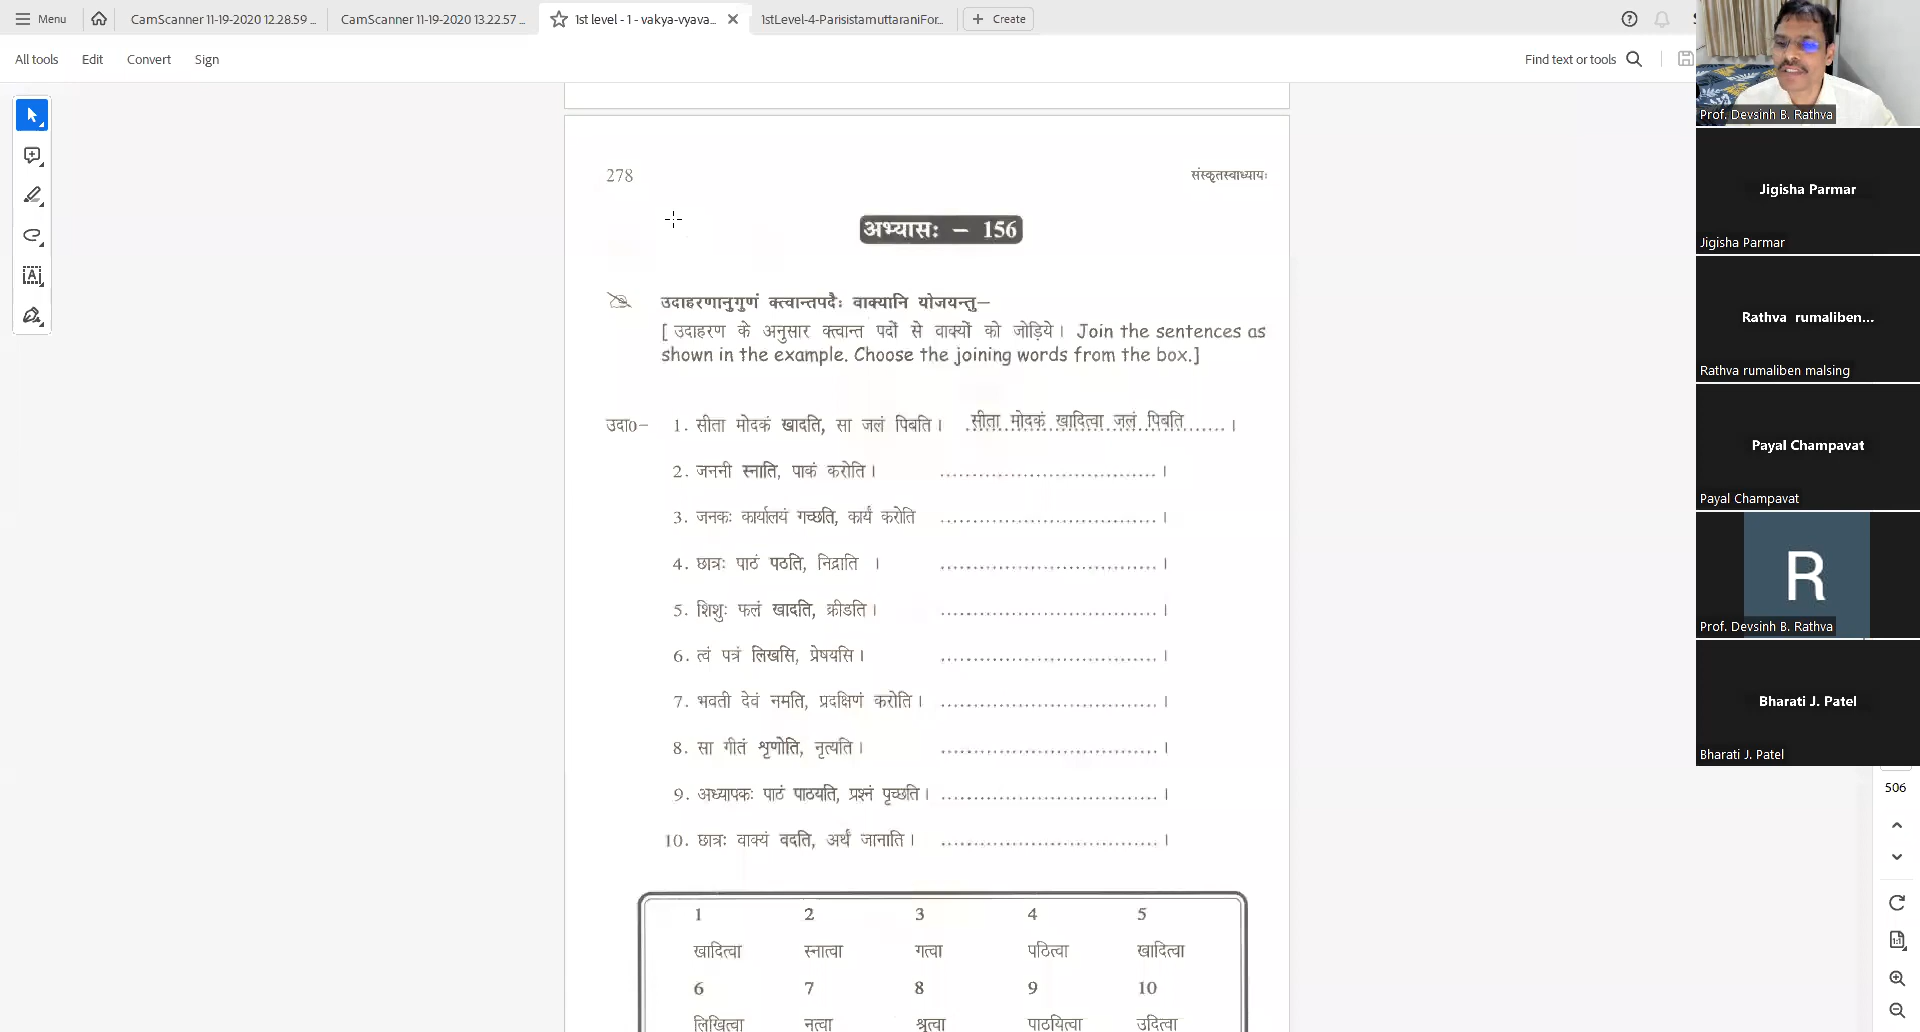 Menu
CamScanner 11-19-2020 12.28.59 ...
CamScanner 11-19-2020 13.22.57 ...
1st level - 1 - vakya-vyava...
1stLevel-4-ParisistamuttaraniFor...
Create
All tools Edit Convert Sign
Find text or tools
278
संस्कृतस्वाध्यायः
अभ्यासः – 156
उदाहरणानुगुणं क्त्वान्तपदैः वाक्यानि योजयन्तु—
[ उदाहरण के अनुसार क्त्वान्त पदों से वाक्यों को जोड़िये। Join the sentences as
shown in the example. Choose the joining words from the box.]
उदा०— 1. सीता मोदकं खादति, सा जलं पिबति। सीता मोदकं खादित्वा जलं पिबति.......।
2. जननी स्नाति, पाकं करोति। ................................।
3. जनकः कार्यालयं गच्छति, कार्यं करोति ................................।
4. छात्रः पाठं पठति, निद्राति । ................................।
5. शिशुः फलं खादति, क्रीडति। ................................।
6. त्वं पत्रं लिखसि, प्रेषयसि। ................................।
7. भवती देवं नमति, प्रदक्षिणं करोति। ................................।
8. सा गीतं शृणोति, नृत्यति। ................................।
9. अध्यापकः पाठं पाठयति, प्रश्नं पृच्छति। ................................।
10. छात्रः वाक्यं वदति, अर्थं जानाति। ................................।
1 2 3 4 5
खादित्वा स्नात्वा गत्वा पठित्वा खादित्वा
6 7 8 9 10
लिखित्वा नत्वा श्रुत्वा पाठयित्वा उदित्वा
Prof. Devsinh B. Rathva
Jigisha Parmar
Jigisha Parmar
Rathva rumaliben...
Rathva rumaliben malsing
Payal Champavat
Payal Champavat
R
Prof. Devsinh B. Rathva
Bharati J. Patel
Bharati J. Patel
506